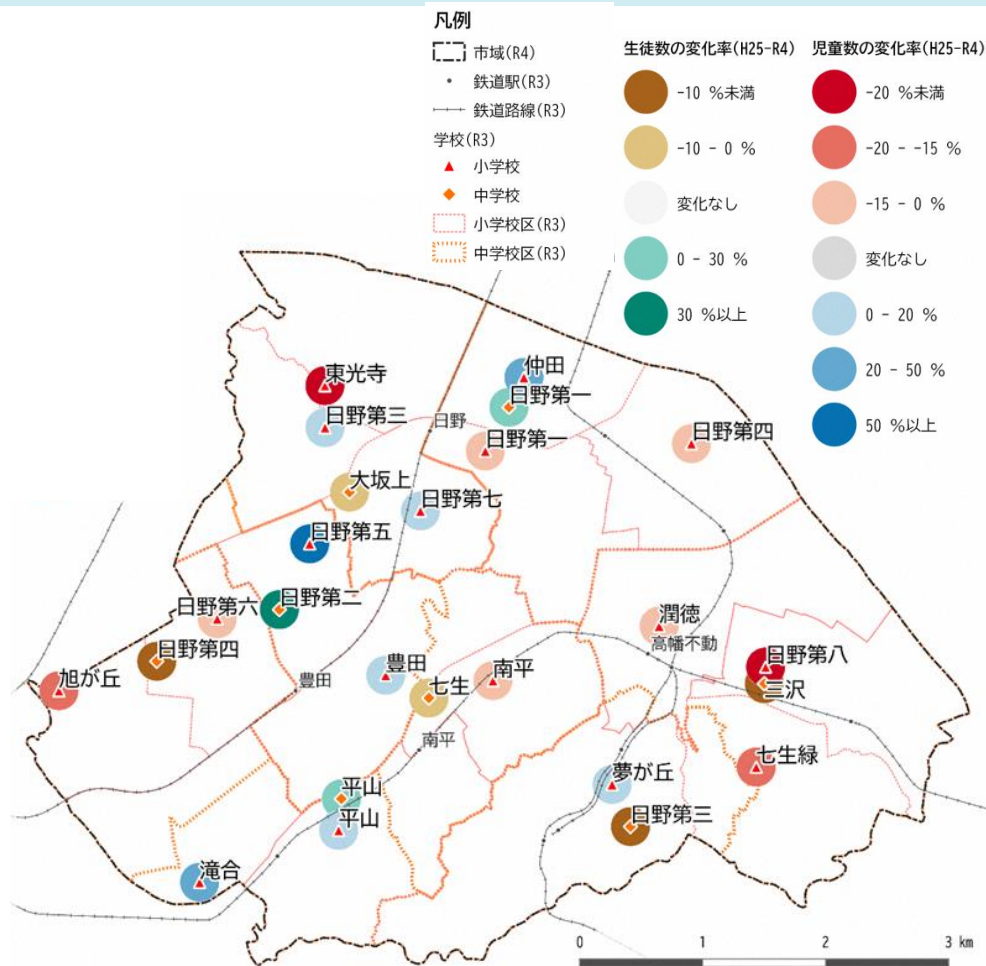 凡例
市域(R4)
鉄道駅(R3)
鉄道路線(R3)
学校(R3)
小学校
中学校
小学校区(R3)
中学校区(R3)
生徒数の変化率(H25-R4)
-10 %未満
-10 - 0 %
変化なし
0 - 30 %
30 %以上
児童数の変化率(H25-R4)
-20 %未満
-20 - -15 %
-15 - 0 %
変化なし
0 - 20 %
20 - 50 %
50 %以上
東光寺
仲田
日野第一
日野第三
日野
日野第一
日野第四
大坂上
日野第七
日野第五
日野第六
日野第二
潤徳
高幡不動
日野第四
豊田
南平
日野第八
三沢
旭が丘
豊田
七生
南平
七生緑
平山
夢が丘
平山
日野第三
滝合
0
1
2
3 km